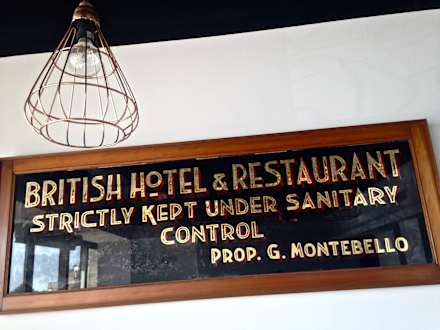 BRITISH HOTEL & RESTAURANT
STRICTLY KEPT UNDER SANITARY
CONTROL
PROP. G. MONTEBELLO